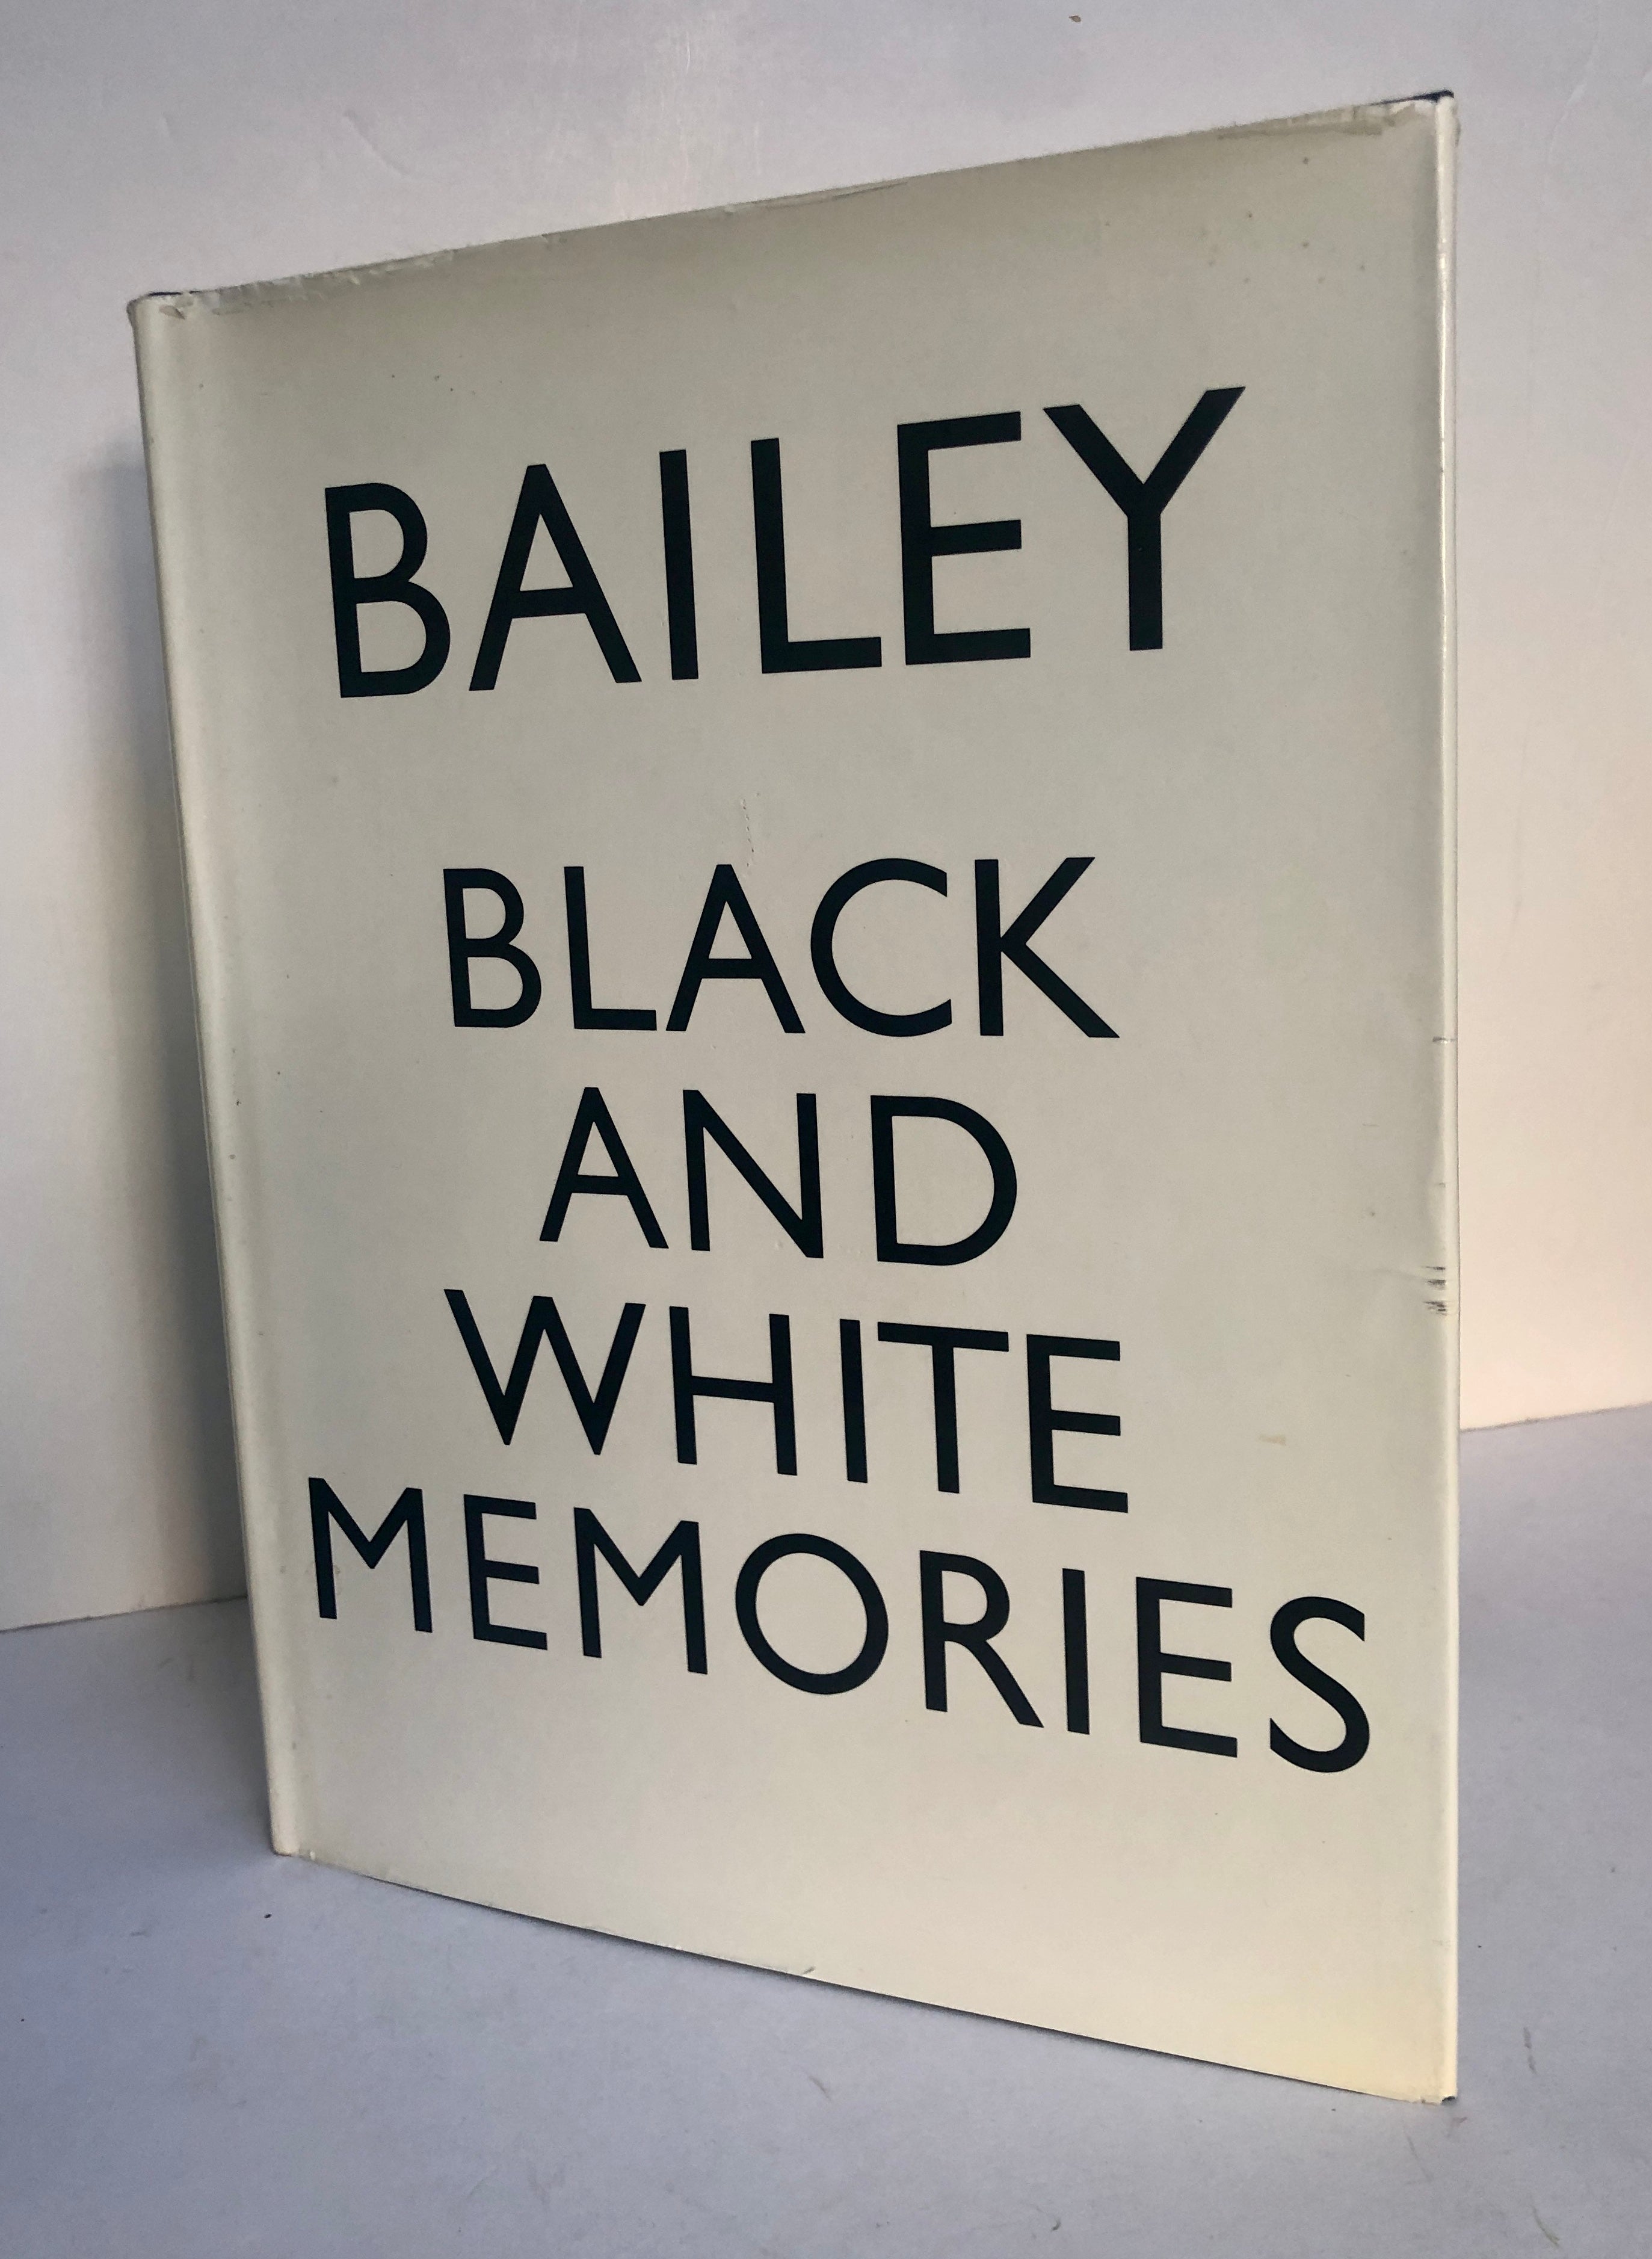 BAILEY
BLACK
AND
WHITE
MEMORIES